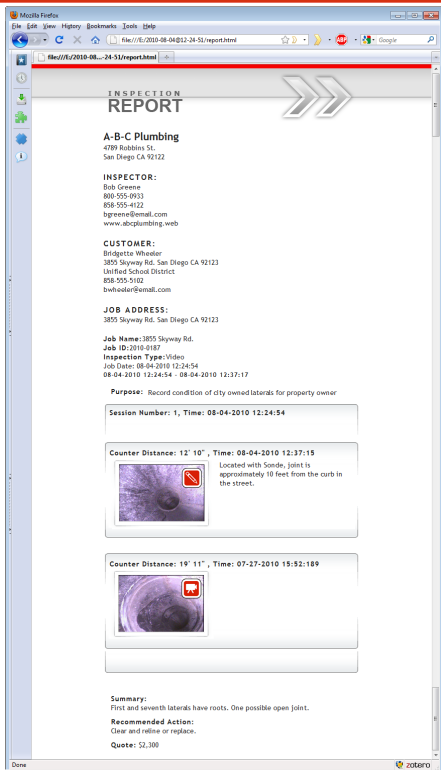 Mozilla Firefox
File Edit View History Bookmarks Tools Help
file:///E:/2010-08-04@12-24-51/report.html
Google
file:///E:/2010-08...-24-51/report.html
INSPECTION
REPORT
A-B-C Plumbing
4789 Robbins St.
San Diego CA 92122
INSPECTOR:
Bob Greene
800-555-0933
858-555-4122
bgreene@email.com
www.abcplumbing.web
CUSTOMER:
Bridgette Wheeler
3855 Skyway Rd. San Diego CA 92123
Unified School District
858-555-5102
bwheeler@email.com
JOB ADDRESS:
3855 Skyway Rd. San Diego CA 92123
Job Name:3855 Skyway Rd.
Job ID:2010-0187
Inspection Type:Video
Job Date: 08-04-2010 12:24:54
08-04-2010 12:24:54 - 08-04-2010 12:37:17
Purpose: Record condition of city owned laterals for property owner
Session Number: 1, Time: 08-04-2010 12:24:54
Counter Distance: 12' 10" , Time: 08-04-2010 12:37:15
Located with Sonde, joint is
approximately 10 feet from the curb in
the street.
Counter Distance: 19' 11" , Time: 07-27-2010 15:52:189
Summary:
First and seventh laterals have roots. One possible open joint.
Recommended Action:
Clear and reline or replace.
Quote: $2,300
Done
zotero